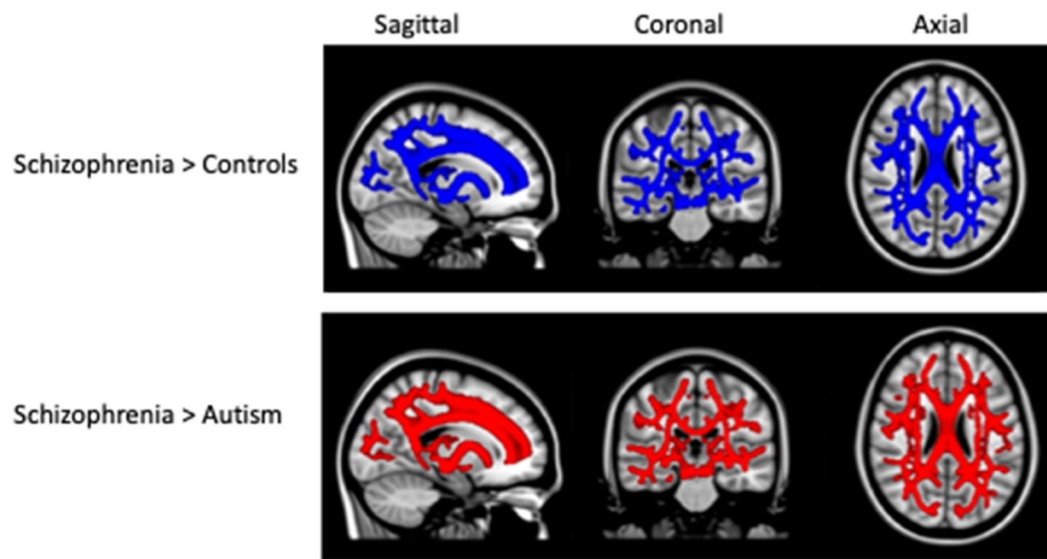 Sagittal Coronal Axial
Schizophrenia > Controls
Schizophrenia > Autism